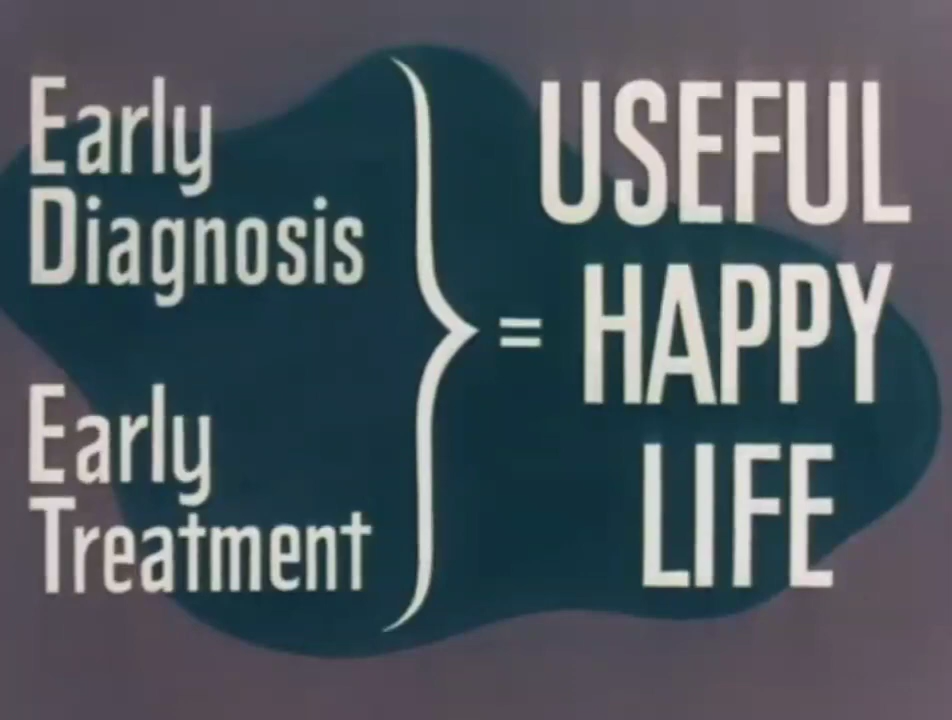 Early
Diagnosis
Early
Treatment
=
USEFUL
HAPPY
LIFE